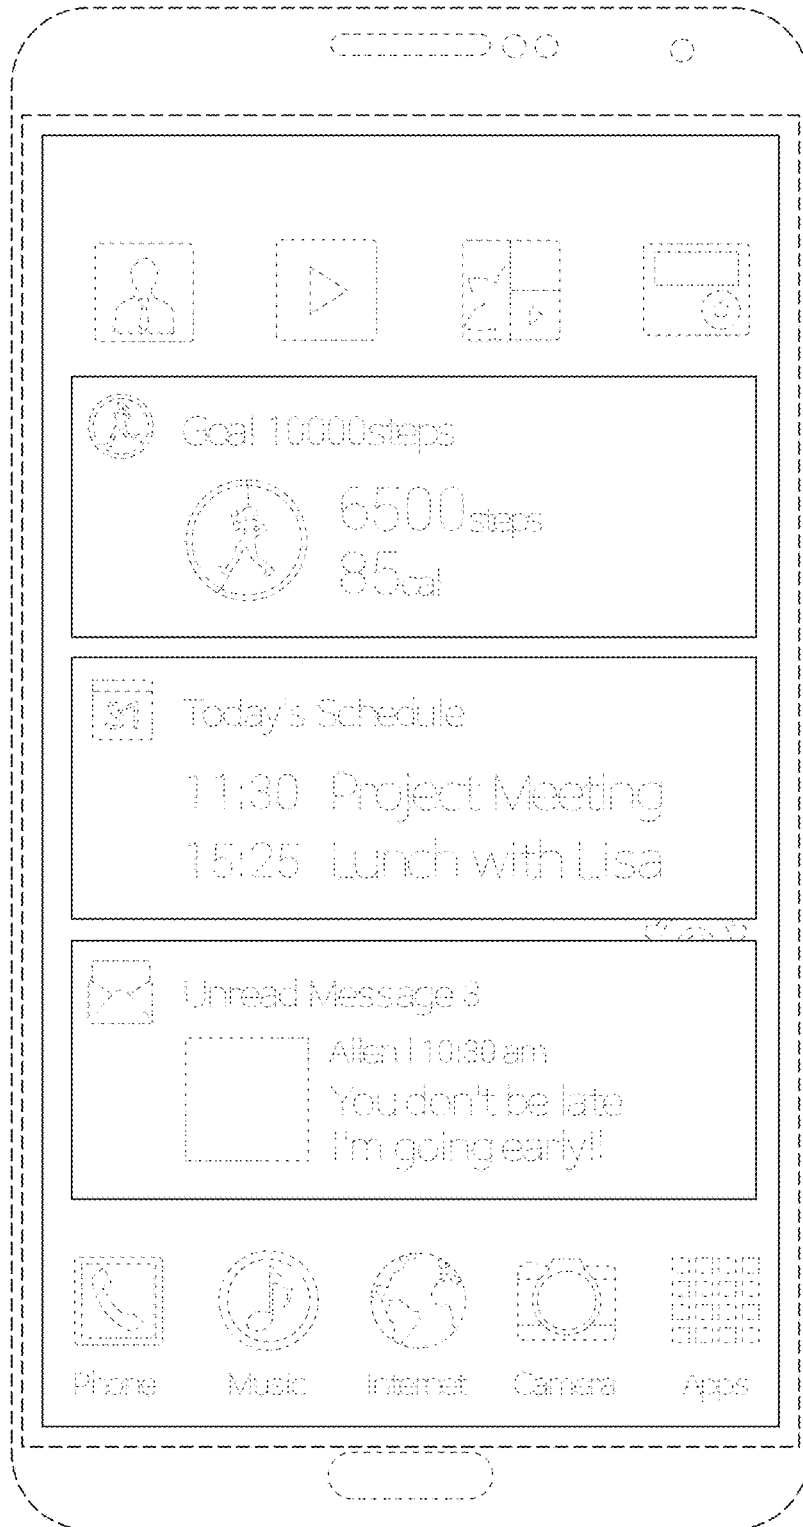 Goal 10000steps
6500steps
85cal
31
Today's Schedule
11:30 Project Meeting
15:25 Lunch with Lisa
Unread Message 3
Allen | 10:30 am
You don't be late
I'm going early!!
Phone Music Internet Camera Apps